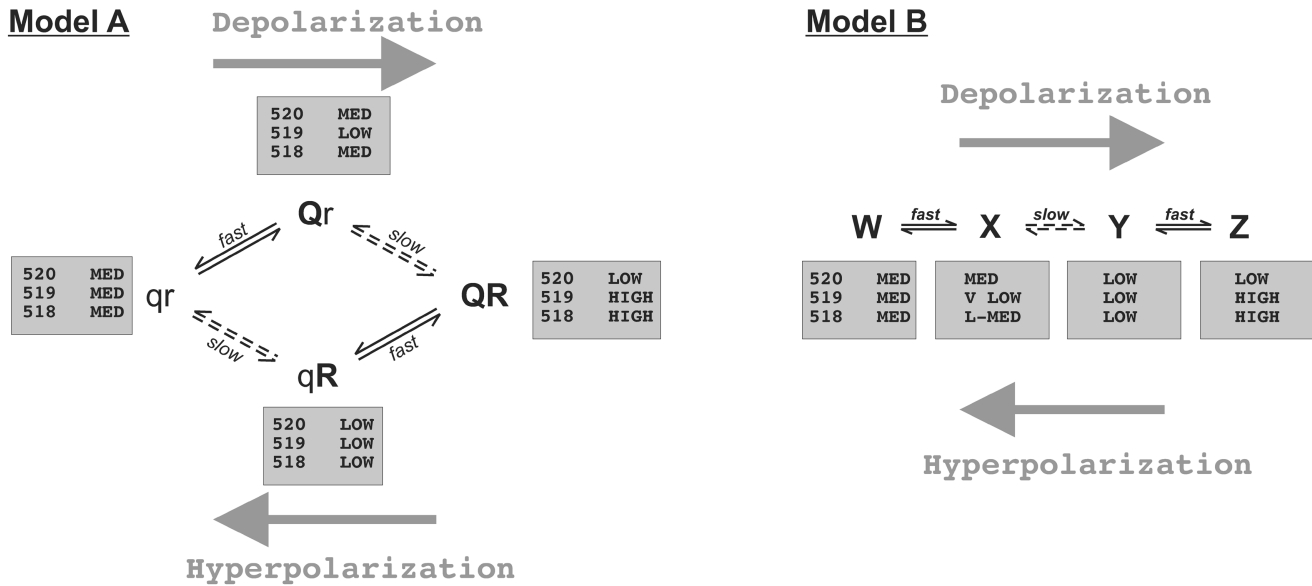 Model A
Depolarization
520 MED
519 LOW
518 MED
Qr
fast
slow
520 MED
519 MED
518 MED
qr
QR
520 LOW
519 HIGH
518 HIGH
slow
fast
qR
520 LOW
519 LOW
518 LOW
Hyperpolarization
Model B
Depolarization
W fast X slow Y fast Z
520 MED MED LOW LOW
519 MED V LOW LOW HIGH
518 MED L-MED LOW HIGH
Hyperpolarization